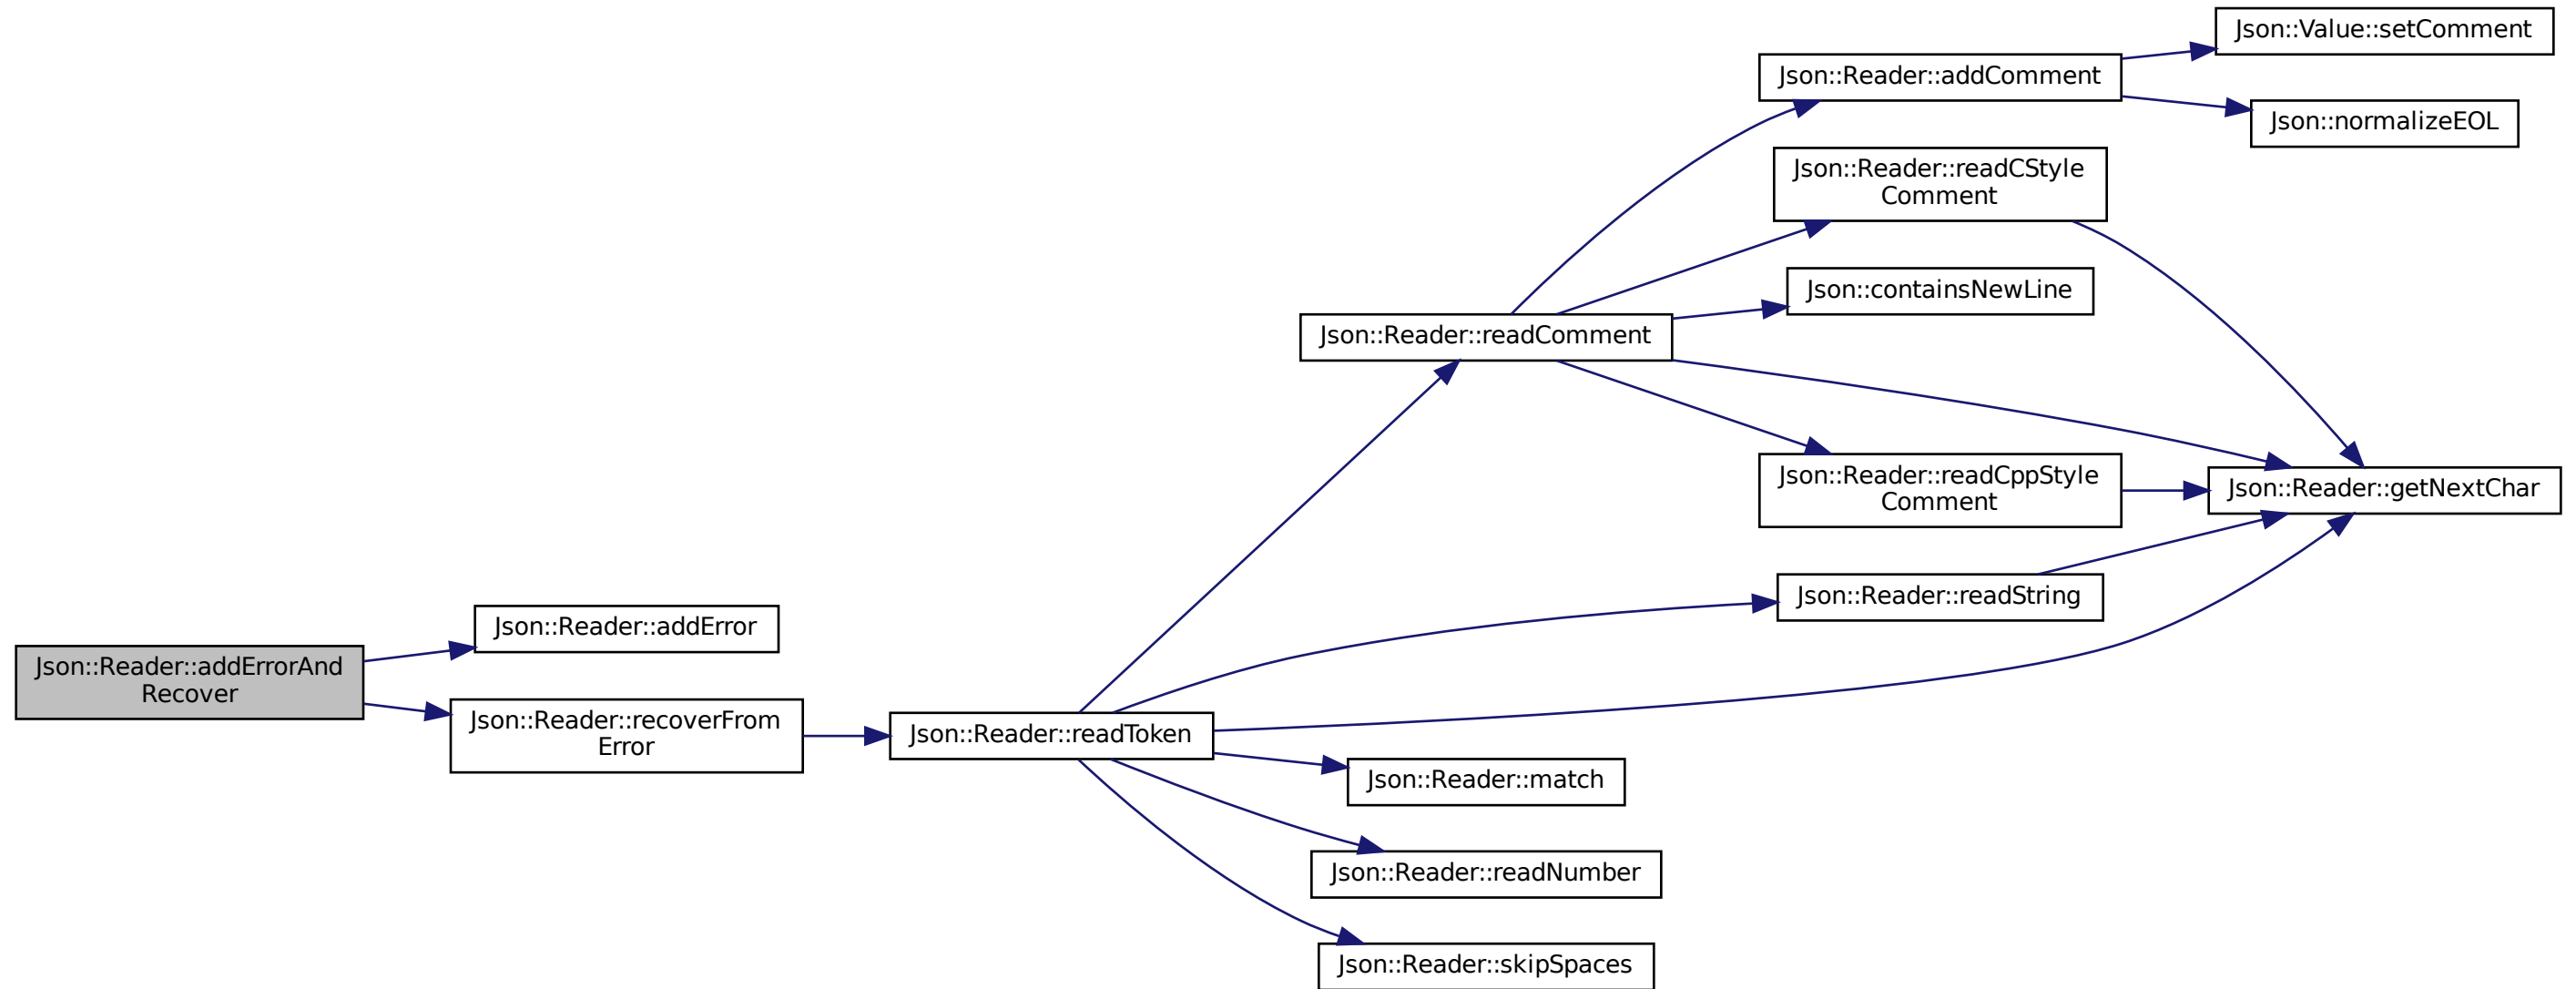 Json::Value::setComment
Json::Reader::addComment
Json::normalizeEOL
Json::Reader::readCStyle
Comment
Json::containsNewLine
Json::Reader::readComment
Json::Reader::readCppStyle
Comment
Json::Reader::getNextChar
Json::Reader::readString
Json::Reader::addError
Json::Reader::addErrorAnd
Recover
Json::Reader::recoverFrom
Error
Json::Reader::readToken
Json::Reader::match
Json::Reader::readNumber
Json::Reader::skipSpaces